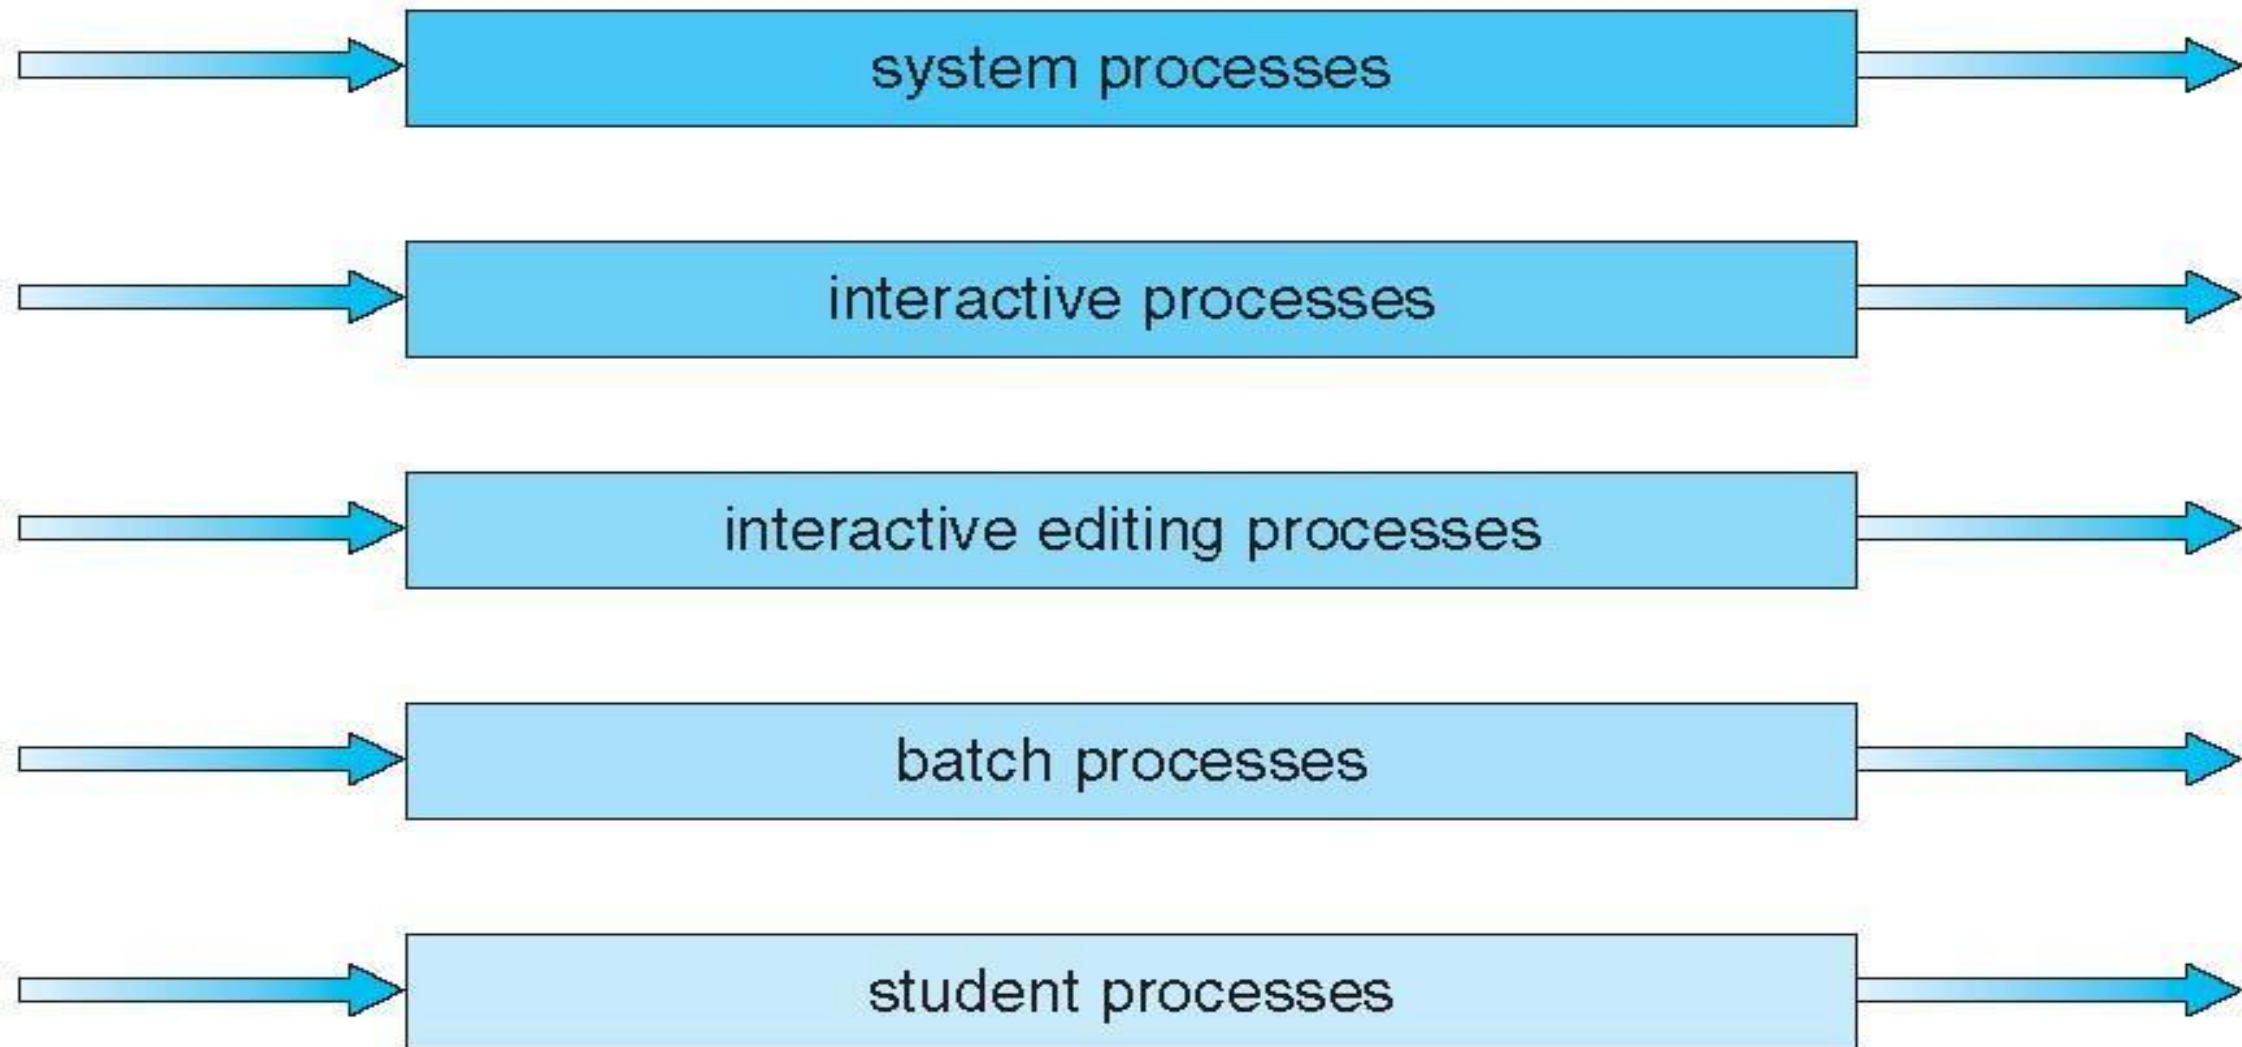 system processes
interactive processes
interactive editing processes
batch processes
student processes